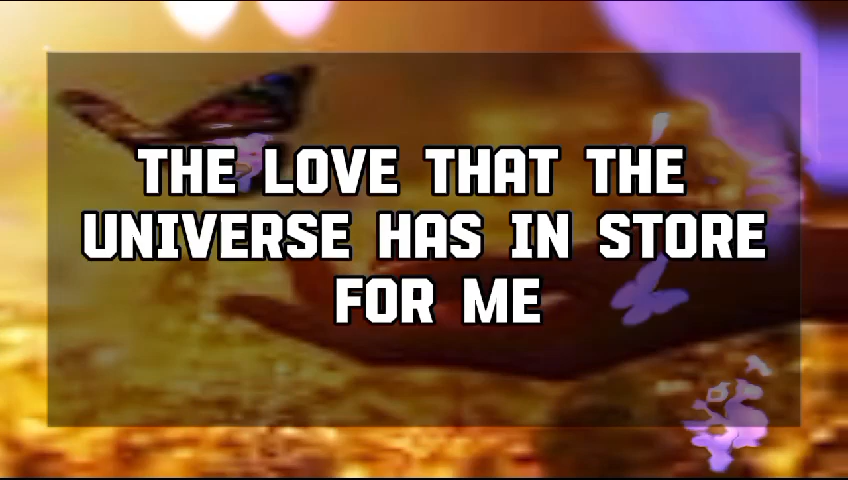 THE LOVE THAT THE
UNIVERSE HAS IN STORE
FOR ME